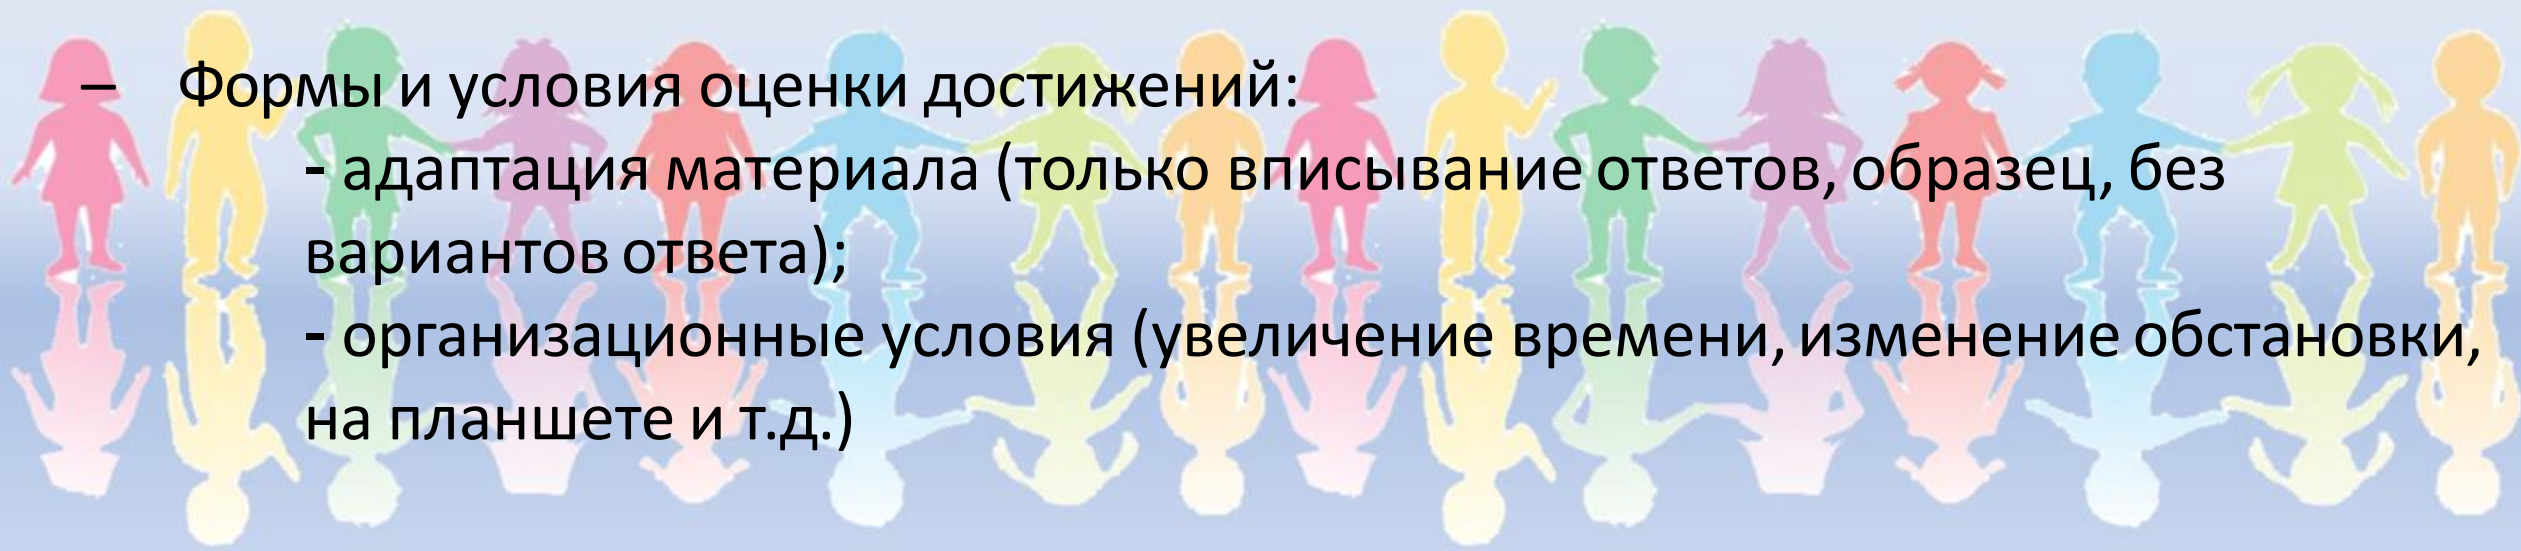 – Формы и условия оценки достижений:
- адаптация материала (только вписывание ответов, образец, без
вариантов ответа);
- организационные условия (увеличение времени, изменение обстановки,
на планшете и т.д.)